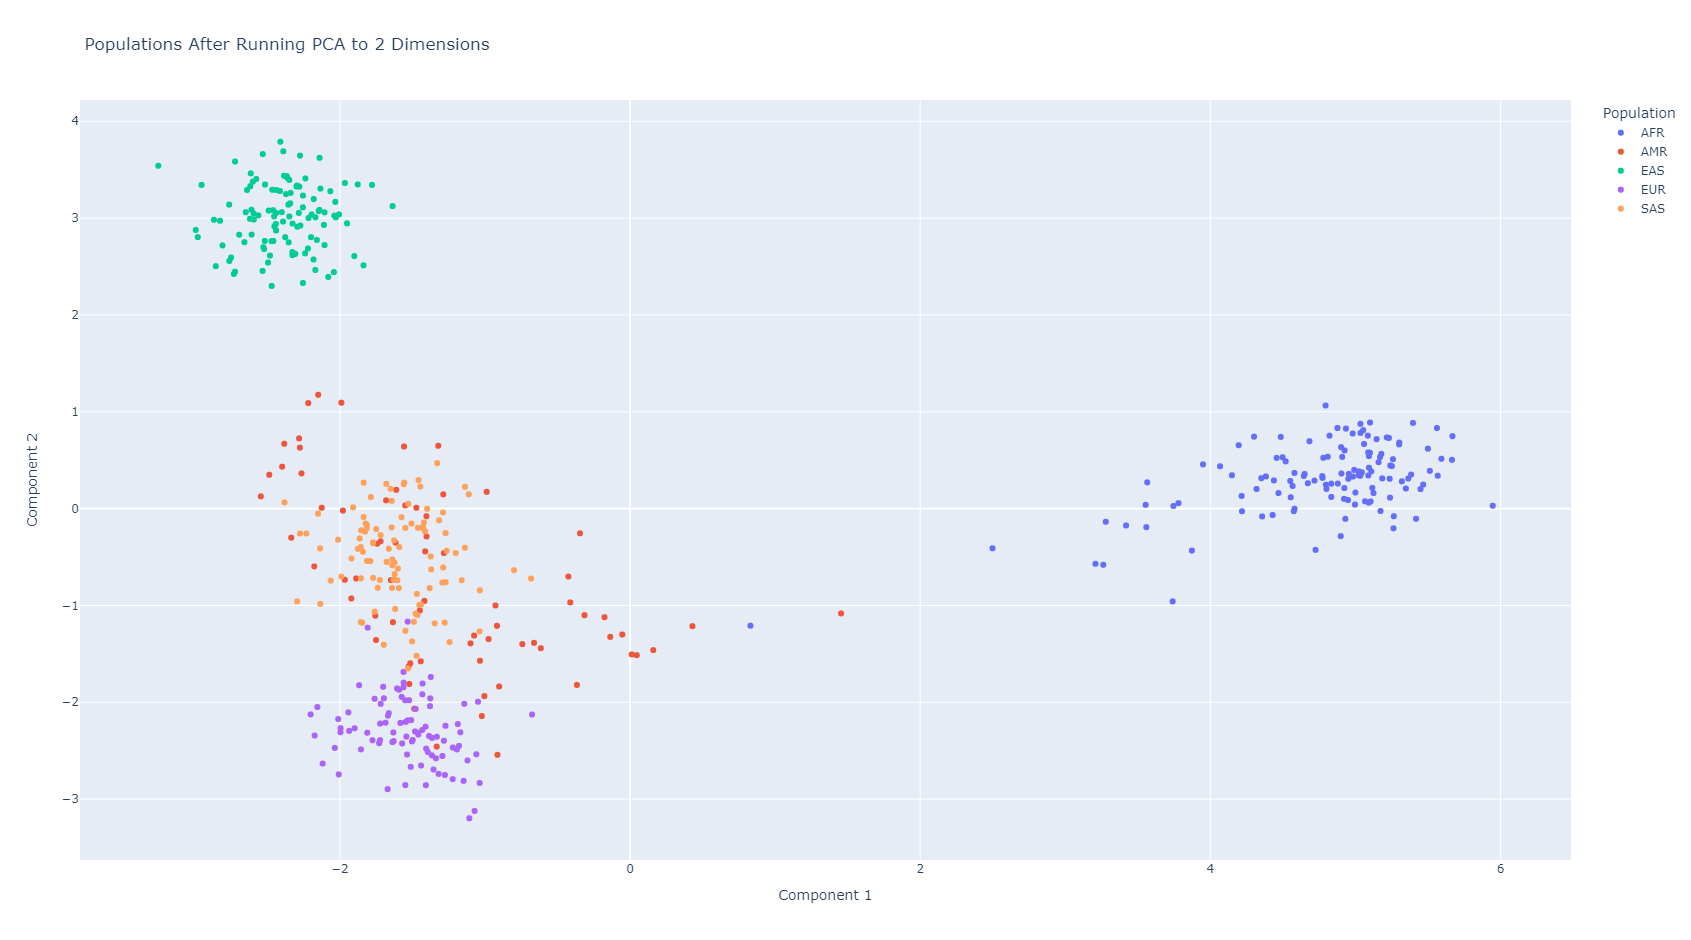 Populations After Running PCA to 2 Dimensions
Population
AFR
AMR
EAS
EUR
SAS
4
3
2
1
0
−1
−2
−3
Component 2
−2
0
2
4
6
Component 1